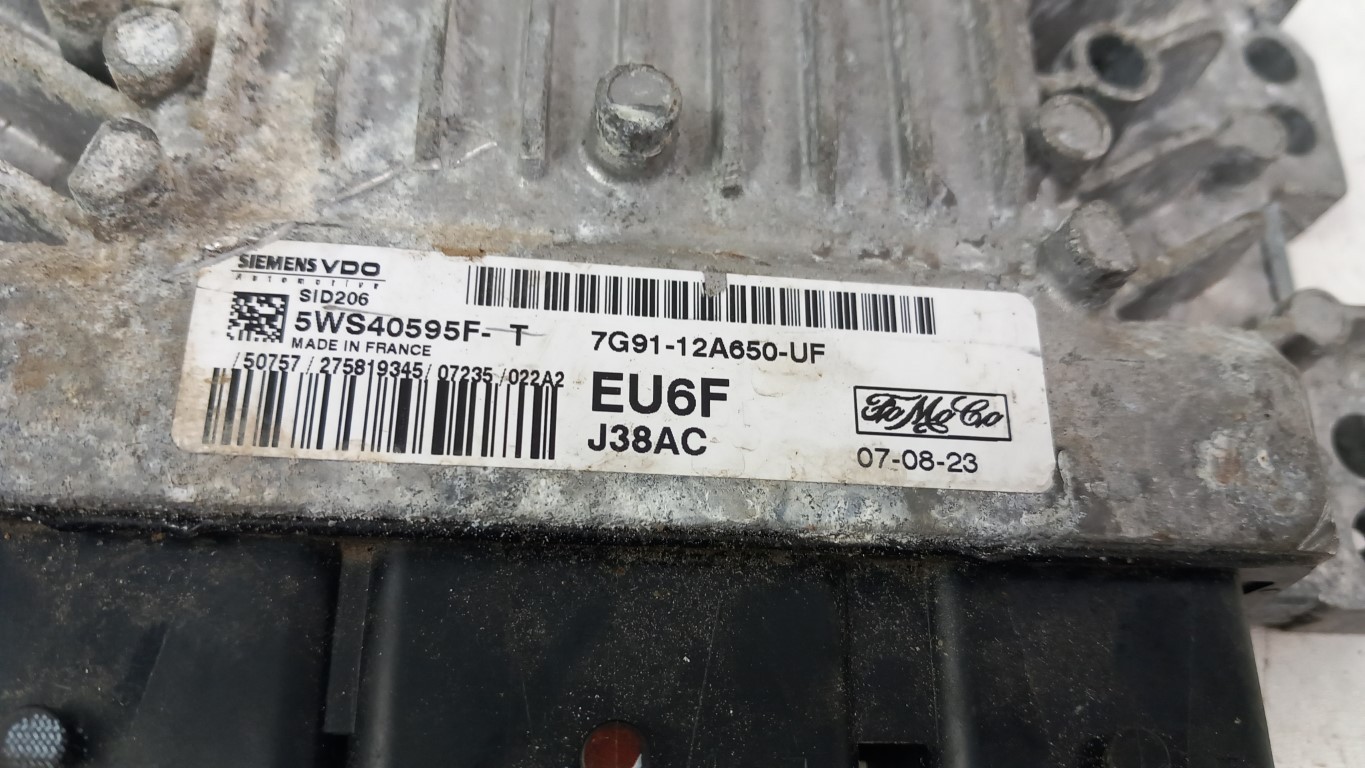 SIEMENS VDO
Automotive
SID206
5WS40595F- T
MADE IN FRANCE
/50757/275819345/07235/022A2
7G91-12A650-UF
EU6F
J38AC
FoMoCo
07-08-23